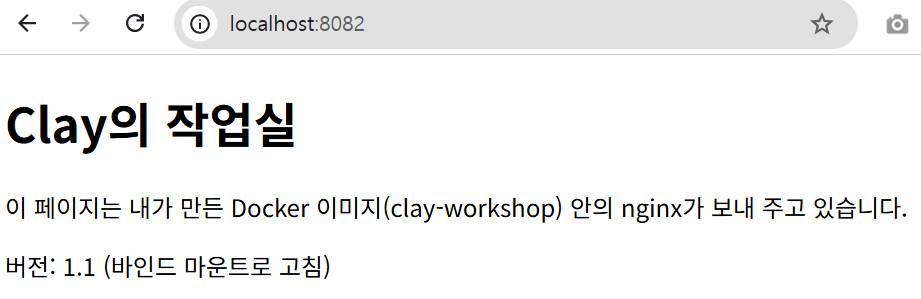 localhost:8082
Clay의 작업실
이 페이지는 내가 만든 Docker 이미지(clay-workshop) 안의 nginx가 보내 주고 있습니다.
버전: 1.1 (바인드 마운트로 고침)